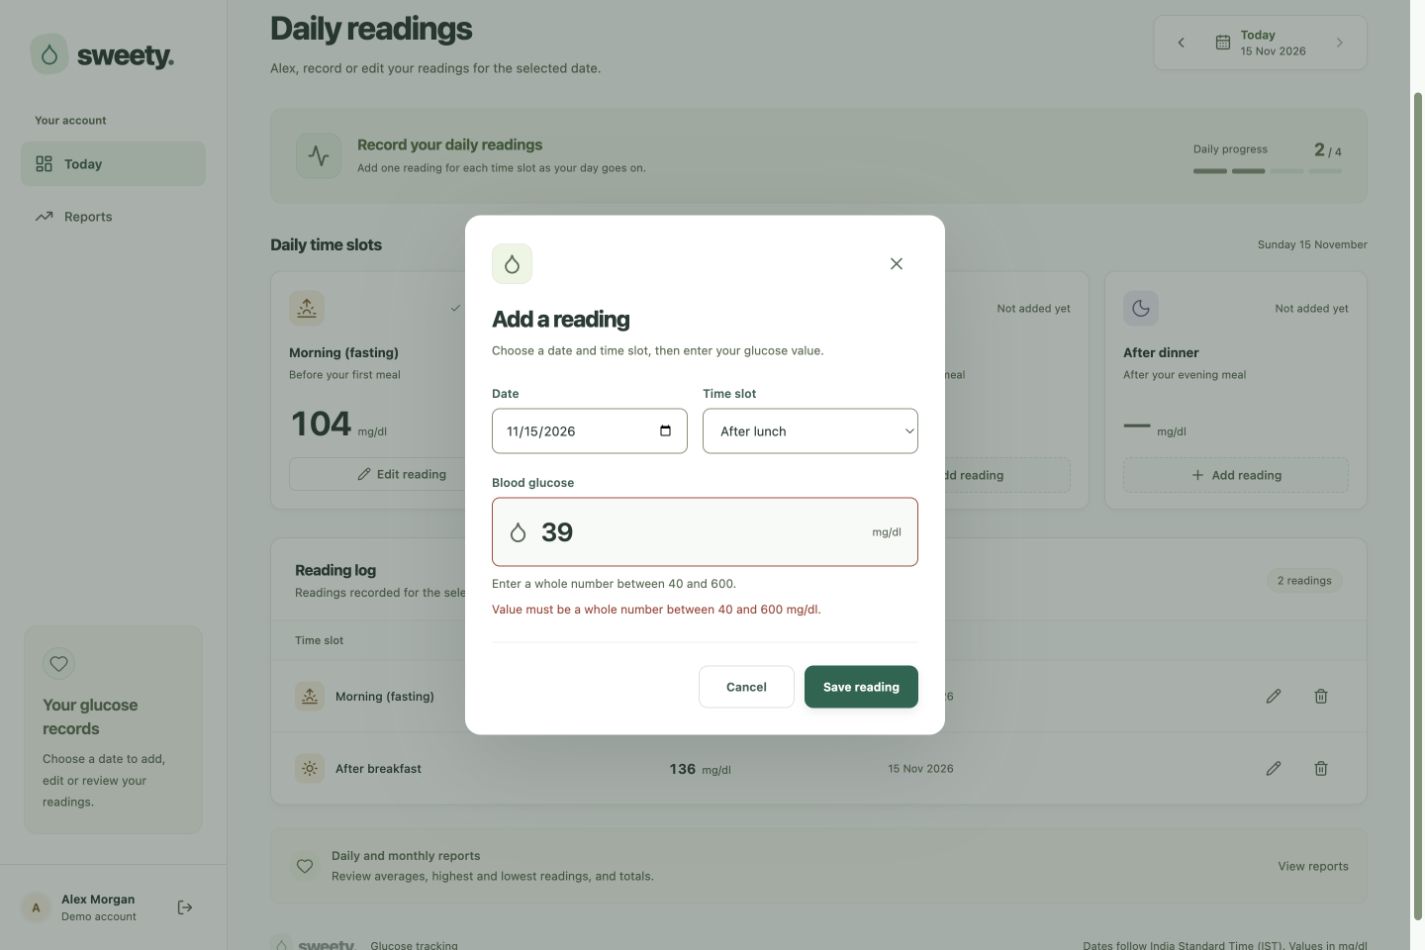 sweety.
Your account
Today
Reports
Your glucose
records
Choose a date to add,
edit or review your
readings.
A
Alex Morgan
Demo account
Daily readings
Alex, record or edit your readings for the selected date.
Today
15 Nov 2026
Record your daily readings
Add one reading for each time slot as your day goes on.
Daily progress
2 / 4
Daily time slots
Sunday 15 November
Morning (fasting)
Before your first meal
104 mg/dl
Edit reading
Not added yet
meal
reading
Not added yet
After dinner
After your evening meal
— mg/dl
Add reading
Add a reading
Choose a date and time slot, then enter your glucose value.
Date
Time slot
11/15/2026
After lunch
Blood glucose
39
mg/dl
Enter a whole number between 40 and 600.
Value must be a whole number between 40 and 600 mg/dl.
Cancel
Save reading
Reading log
Readings recorded for the
2 readings
Time slot
Morning (fasting)
After breakfast
136 mg/dl
15 Nov 2026
Daily and monthly reports
Review averages, highest and lowest readings, and totals.
View reports
sweety.
Glucose tracking
Dates follow India Standard Time (IST). Values in mg/dl